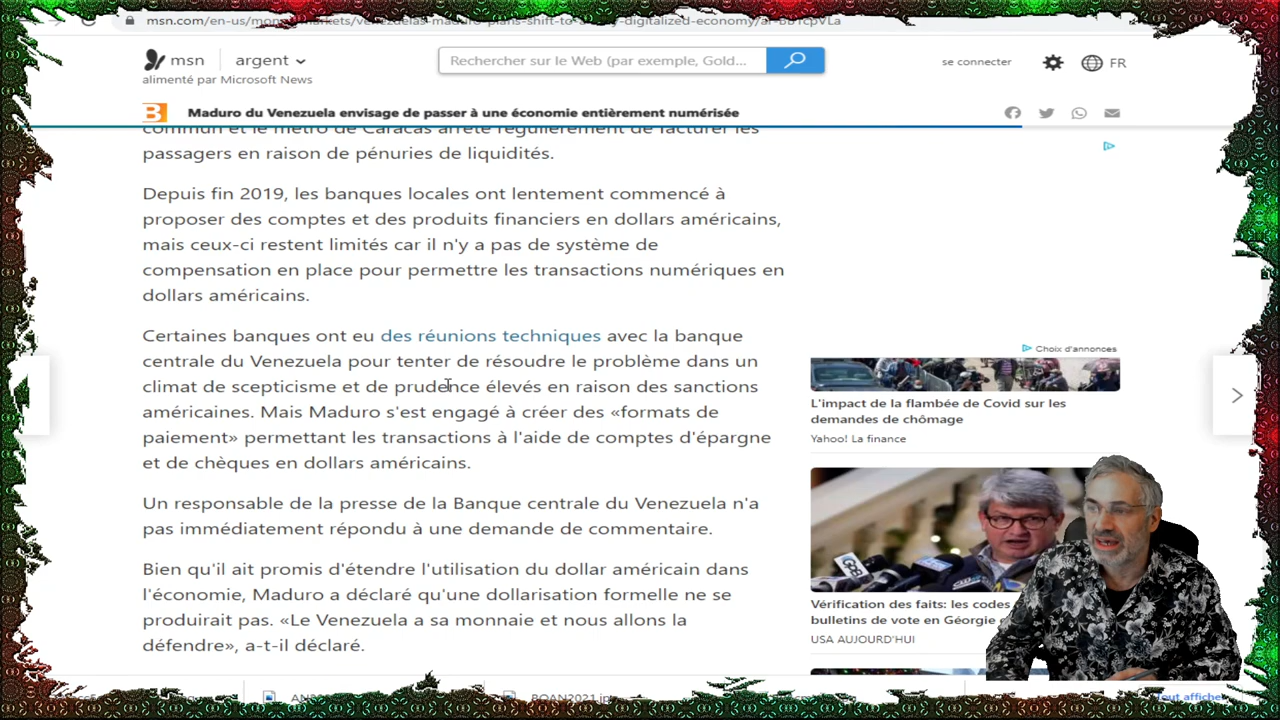 msn.com/en-us/mon markets/venezuelas-maduro-plans-shift-to- -digitalized-economy/ar-BB1cpVLa
msn argent
alimenté par Microsoft News
Rechercher sur le Web (par exemple, Gold...
se connecter
FR
Maduro du Venezuela envisage de passer à une économie entièrement numérisée
commun et le métro de Caracas arrête régulièrement de facturer les
passagers en raison de pénuries de liquidités.
Depuis fin 2019, les banques locales ont lentement commencé à
proposer des comptes et des produits financiers en dollars américains,
mais ceux-ci restent limités car il n'y a pas de système de
compensation en place pour permettre les transactions numériques en
dollars américains.
Certaines banques ont eu des réunions techniques avec la banque
centrale du Venezuela pour tenter de résoudre le problème dans un
climat de scepticisme et de prudence élevés en raison des sanctions
américaines. Mais Maduro s'est engagé à créer des «formats de
paiement» permettant les transactions à l'aide de comptes d'épargne
et de chèques en dollars américains.
Un responsable de la presse de la Banque centrale du Venezuela n'a
pas immédiatement répondu à une demande de commentaire.
Bien qu'il ait promis d'étendre l'utilisation du dollar américain dans
l'économie, Maduro a déclaré qu'une dollarisation formelle ne se
produirait pas. «Le Venezuela a sa monnaie et nous allons la
défendre», a-t-il déclaré.
Choix d'annonces
L'impact de la flambée de Covid sur les
demandes de chômage
Yahoo! La finance
Vérification des faits: les codes
bulletins de vote en Géorgie
USA AUJOURD'HUI
BOAN2021.jp
tout affiche